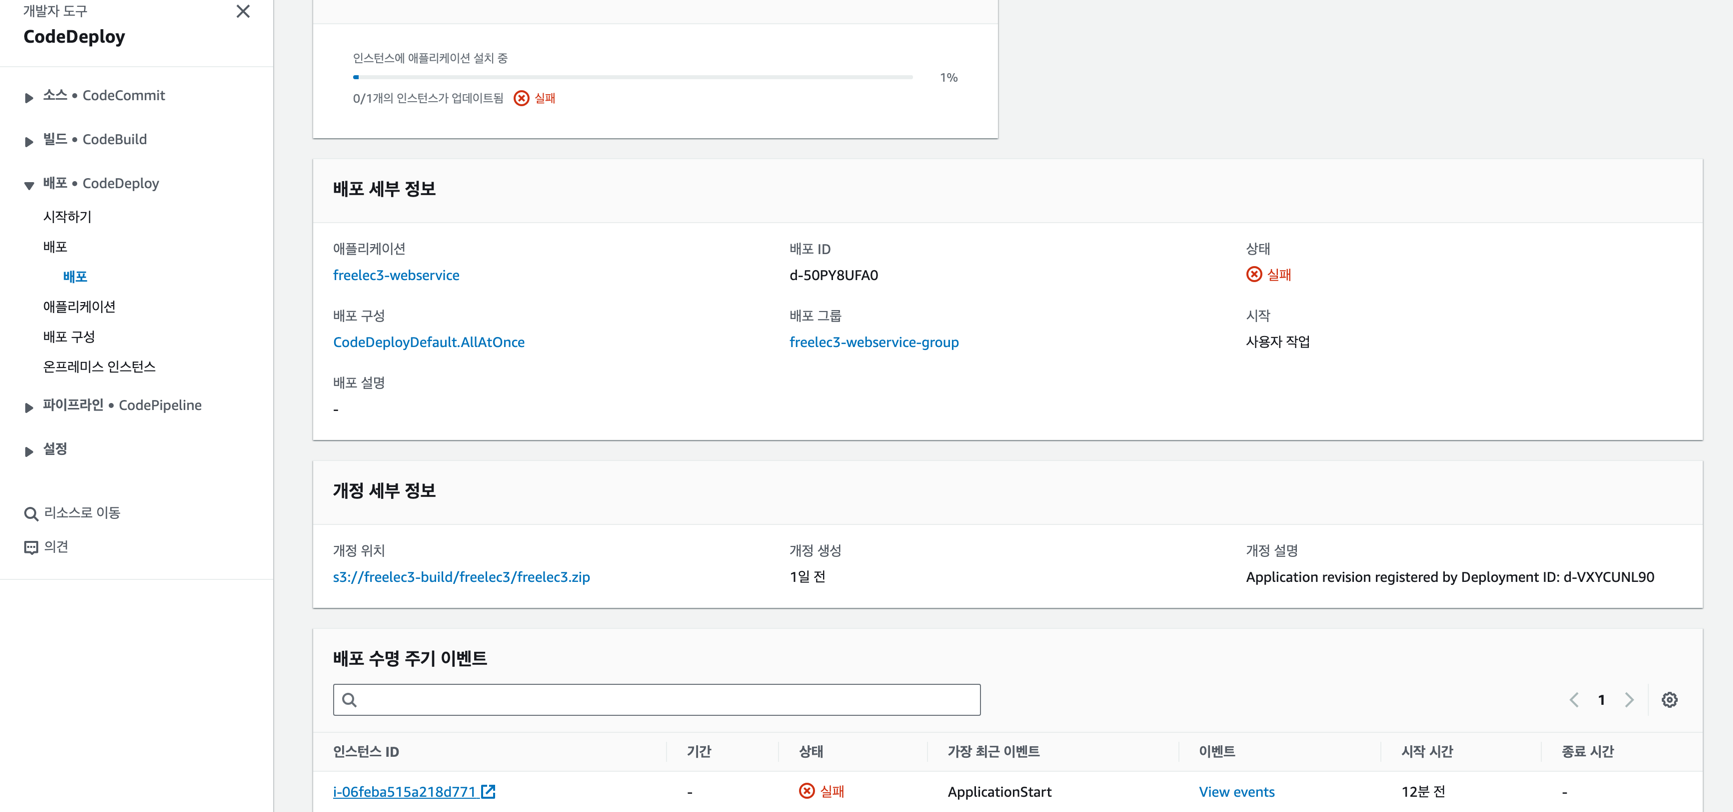 개발자 도구
CodeDeploy
소스 • CodeCommit
빌드 • CodeBuild
배포 • CodeDeploy
시작하기
배포
배포
애플리케이션
배포 구성
온프레미스 인스턴스
파이프라인 • CodePipeline
설정
리소스로 이동
의견
인스턴스에 애플리케이션 설치 중
1%
0/1개의 인스턴스가 업데이트됨 실패
배포 세부 정보
애플리케이션 배포 ID 상태
freelec3-webservice d-50PY8UFA0 실패
배포 구성 배포 그룹 시작
CodeDeployDefault.AllAtOnce freelec3-webservice-group 사용자 작업
배포 설명
-
개정 세부 정보
개정 위치 개정 생성 개정 설명
s3://freelec3-build/freelec3/freelec3.zip 1일 전 Application revision registered by Deployment ID: d-VXYCUNL90
배포 수명 주기 이벤트
1
인스턴스 ID 기간 상태 가장 최근 이벤트 이벤트 시작 시간 종료 시간
i-06feba515a218d771 - 실패 ApplicationStart View events 12분 전 -